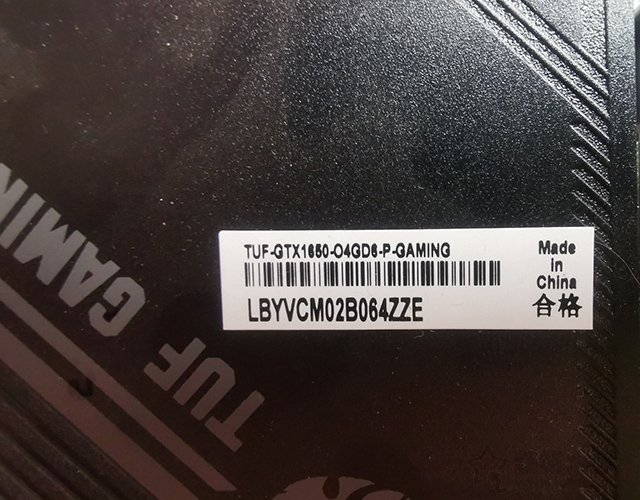 TUF-GTX1650-O4GD6-P-GAMING
LBYVCM02B064ZZE
Made
in
China
合格
TUF GAMIN